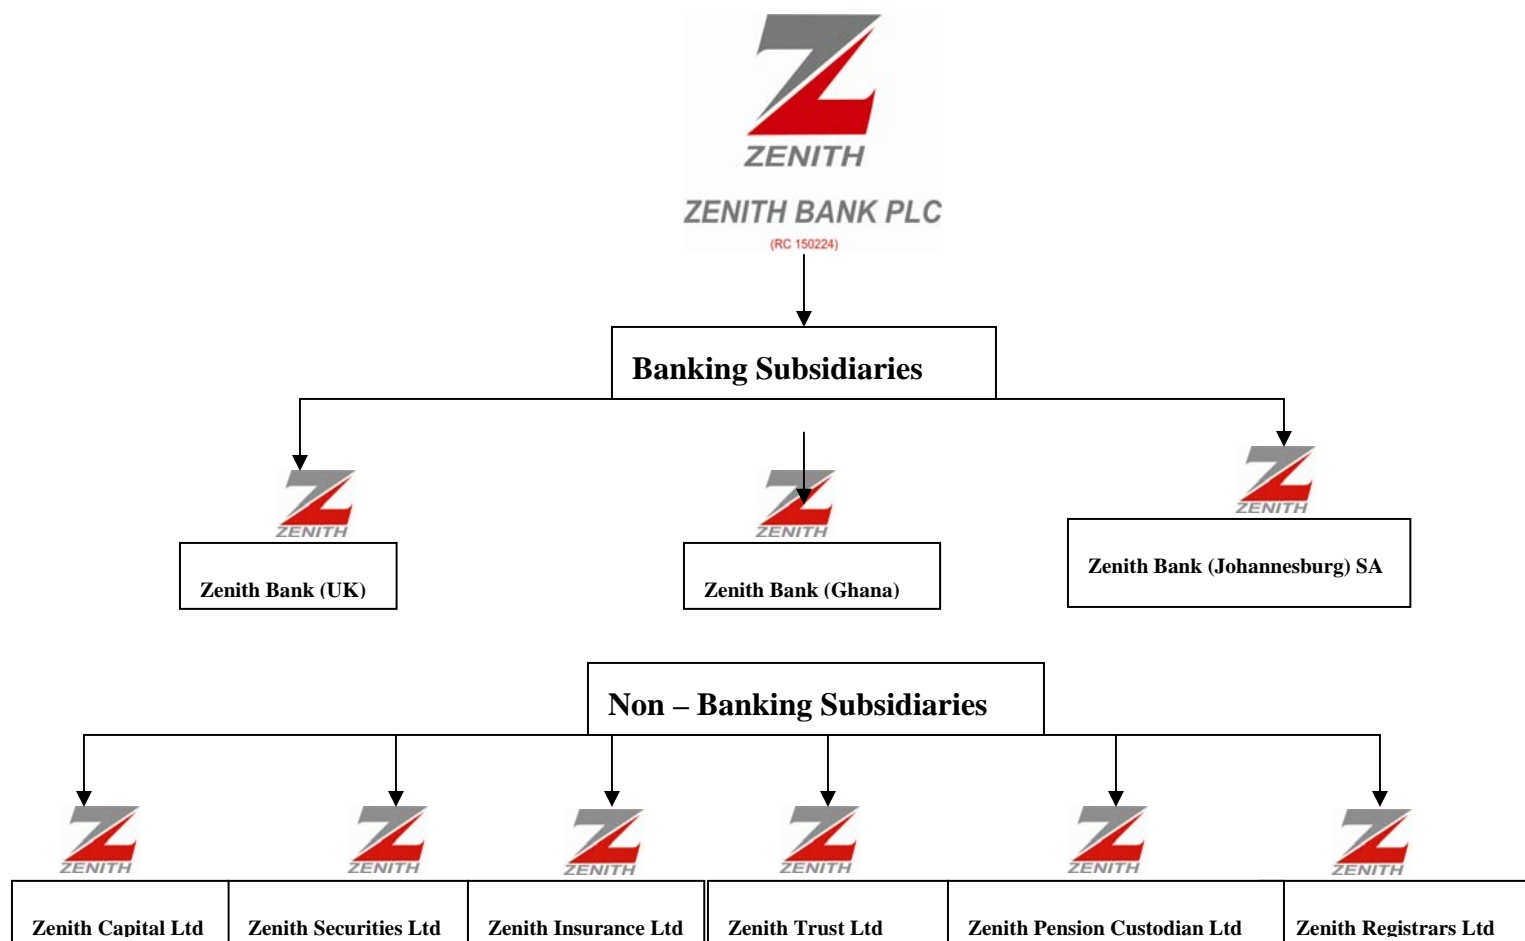 ZENITH
ZENITH BANK PLC
(RC 150224)
Banking Subsidiaries
ZENITH
ZENITH
ZENITH
Zenith Bank (UK)
Zenith Bank (Ghana)
Zenith Bank (Johannesburg) SA
Non – Banking Subsidiaries
ZENITH
ZENITH
ZENITH
ZENITH
ZENITH
ZENITH
Zenith Capital Ltd
Zenith Securities Ltd
Zenith Insurance Ltd
Zenith Trust Ltd
Zenith Pension Custodian Ltd
Zenith Registrars Ltd